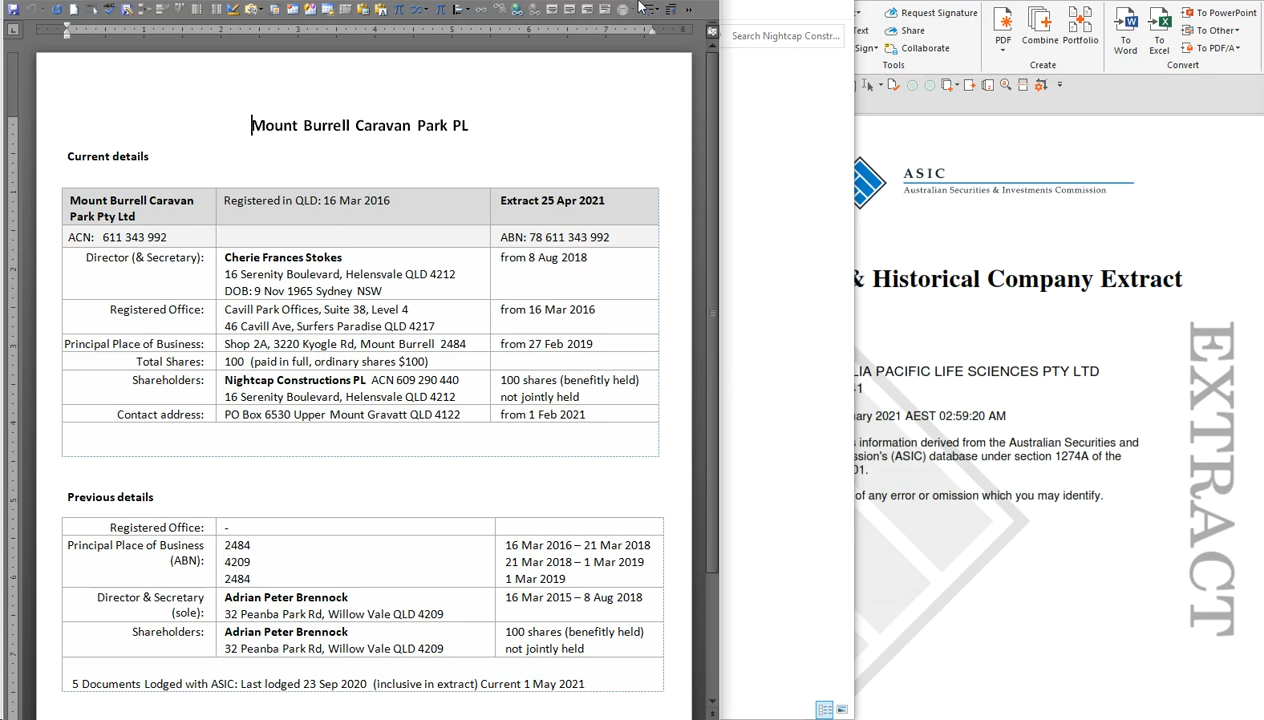 Search Nightcap Constr...
Request Signature
Share
Collaborate
Text
Sign
Tools
PDF
Combine
Portfolio
Create
To Word
To Excel
To PowerPoint
To Other
To PDF/A
Convert
Mount Burrell Caravan Park PL
Current details
Mount Burrell Caravan Park Pty Ltd Registered in QLD: 16 Mar 2016 Extract 25 Apr 2021
ACN: 611 343 992 ABN: 78 611 343 992
Director (& Secretary): Cherie Frances Stokes from 8 Aug 2018
16 Serenity Boulevard, Helensvale QLD 4212
DOB: 9 Nov 1965 Sydney NSW
Registered Office: Cavill Park Offices, Suite 38, Level 4 from 16 Mar 2016
46 Cavill Ave, Surfers Paradise QLD 4217
Principal Place of Business: Shop 2A, 3220 Kyogle Rd, Mount Burrell 2484 from 27 Feb 2019
Total Shares: 100 (paid in full, ordinary shares $100)
Shareholders: Nightcap Constructions PL ACN 609 290 440 100 shares (benefitly held)
16 Serenity Boulevard, Helensvale QLD 4212 not jointly held
Contact address: PO Box 6530 Upper Mount Gravatt QLD 4122 from 1 Feb 2021
Previous details
Registered Office: -
Principal Place of Business 2484 16 Mar 2016 – 21 Mar 2018
(ABN): 4209 21 Mar 2018 – 1 Mar 2019
2484 1 Mar 2019
Director & Secretary Adrian Peter Brennock 16 Mar 2015 – 8 Aug 2018
(sole): 32 Peanba Park Rd, Willow Vale QLD 4209
Shareholders: Adrian Peter Brennock 100 shares (benefitly held)
32 Peanba Park Rd, Willow Vale QLD 4209 not jointly held
5 Documents Lodged with ASIC: Last lodged 23 Sep 2020 (inclusive in extract) Current 1 May 2021
ASIC
Australian Securities & Investments Commission
& Historical Company Extract
LIA PACIFIC LIFE SCIENCES PTY LTD
41
uary 2021 AEST 02:59:20 AM
s information derived from the Australian Securities and
ssion's (ASIC) database under section 1274A of the
01.
of any error or omission which you may identify.
EXTRACT